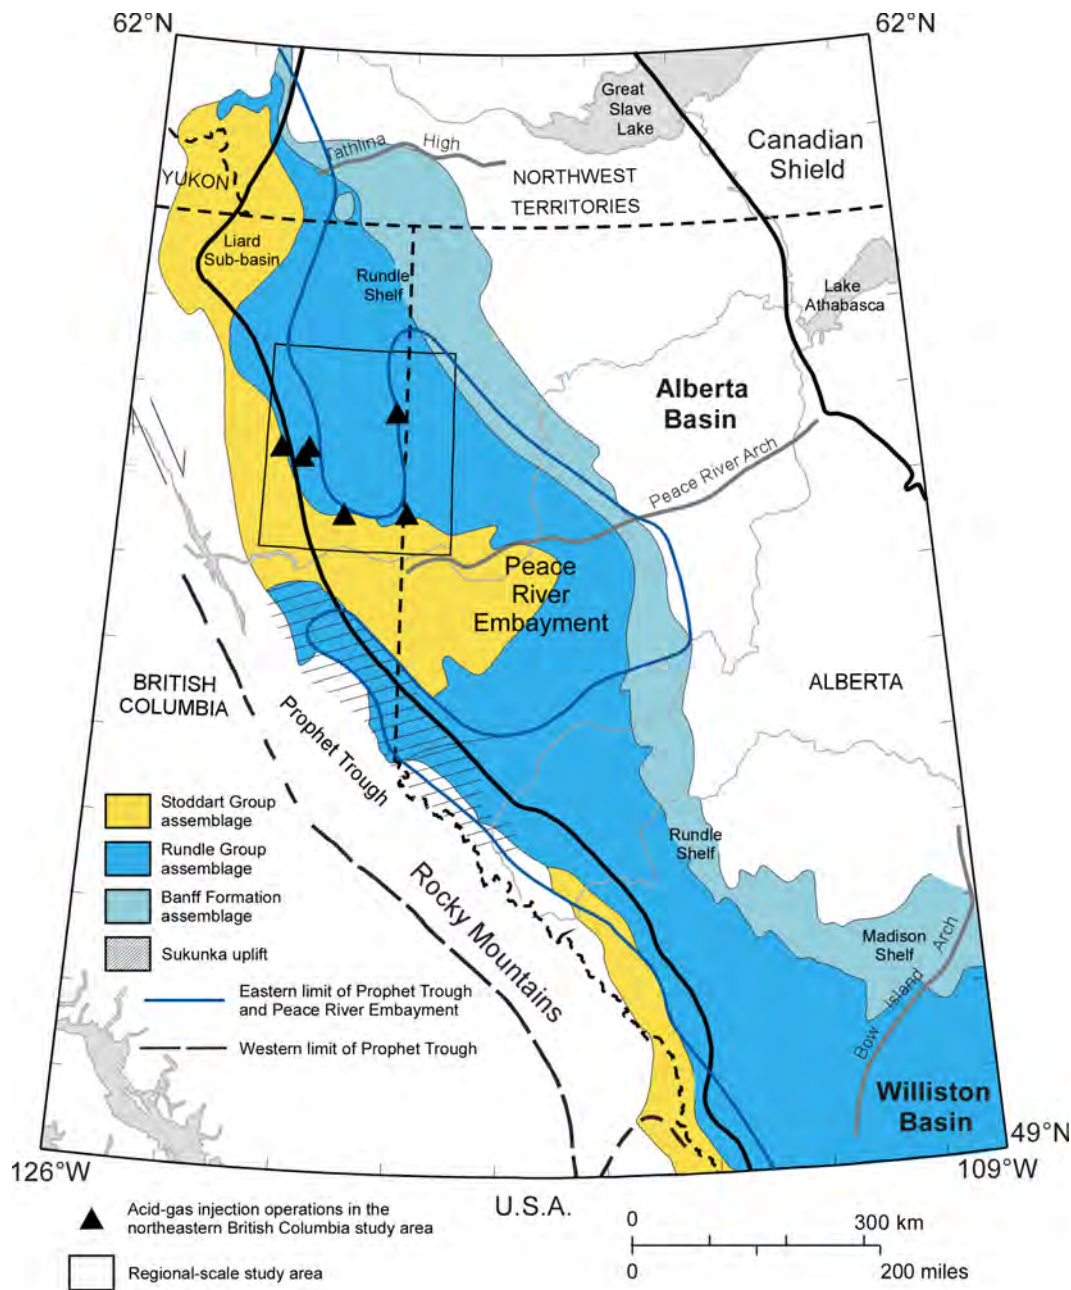 62°N
62°N
Great
Slave
Lake
Canadian
Shield
Tathlina High
YUKON
NORTHWEST
TERRITORIES
Liard
Sub-basin
Rundle
Shelf
Lake
Athabasca
Alberta
Basin
Peace River Arch
Peace
River
Embayment
BRITISH
COLUMBIA
ALBERTA
Prophet Trough
Stoddart Group
assemblage
Rundle Group
assemblage
Banff Formation
assemblage
Sukunka uplift
Rundle
Shelf
Rocky Mountains
Madison
Shelf
Bow Island Arch
Eastern limit of Prophet Trough
and Peace River Embayment
Western limit of Prophet Trough
Williston
Basin
49°N
126°W
109°W
U.S.A.
Acid-gas injection operations in the
northeastern British Columbia study area
Regional-scale study area
0 300 km
0 200 miles